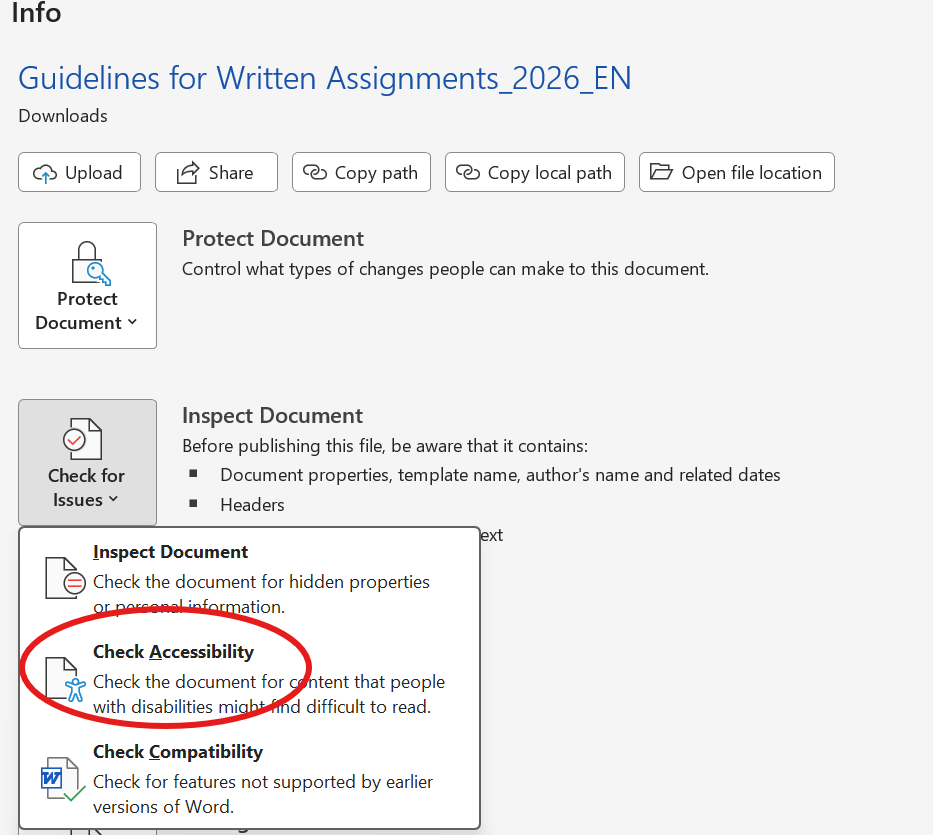 Info
Guidelines for Written Assignments_2026_EN
Downloads
Upload
Share
Copy path
Copy local path
Open file location
Protect Document
Control what types of changes people can make to this document.
Protect
Document
Inspect Document
Before publishing this file, be aware that it contains:
Document properties, template name, author's name and related dates
Headers
Check for
Issues
ext
Inspect Document
Check the document for hidden properties
or personal information.
Check Accessibility
Check the document for content that people
with disabilities might find difficult to read.
Check Compatibility
Check for features not supported by earlier
versions of Word.